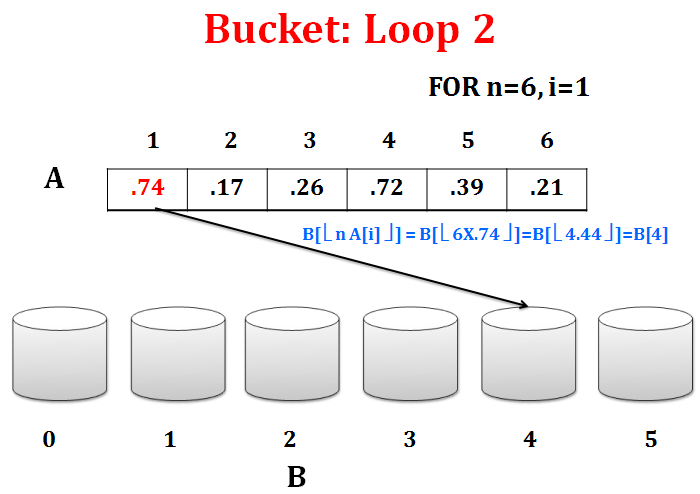 Bucket: Loop 2
FOR n=6, i=1
1 2 3 4 5 6
A .74 .17 .26 .72 .39 .21
B[⌊n A[i]⌋] = B[⌊6X.74⌋]=B[⌊4.44⌋]=B[4]
0 1 2 3 4 5
B